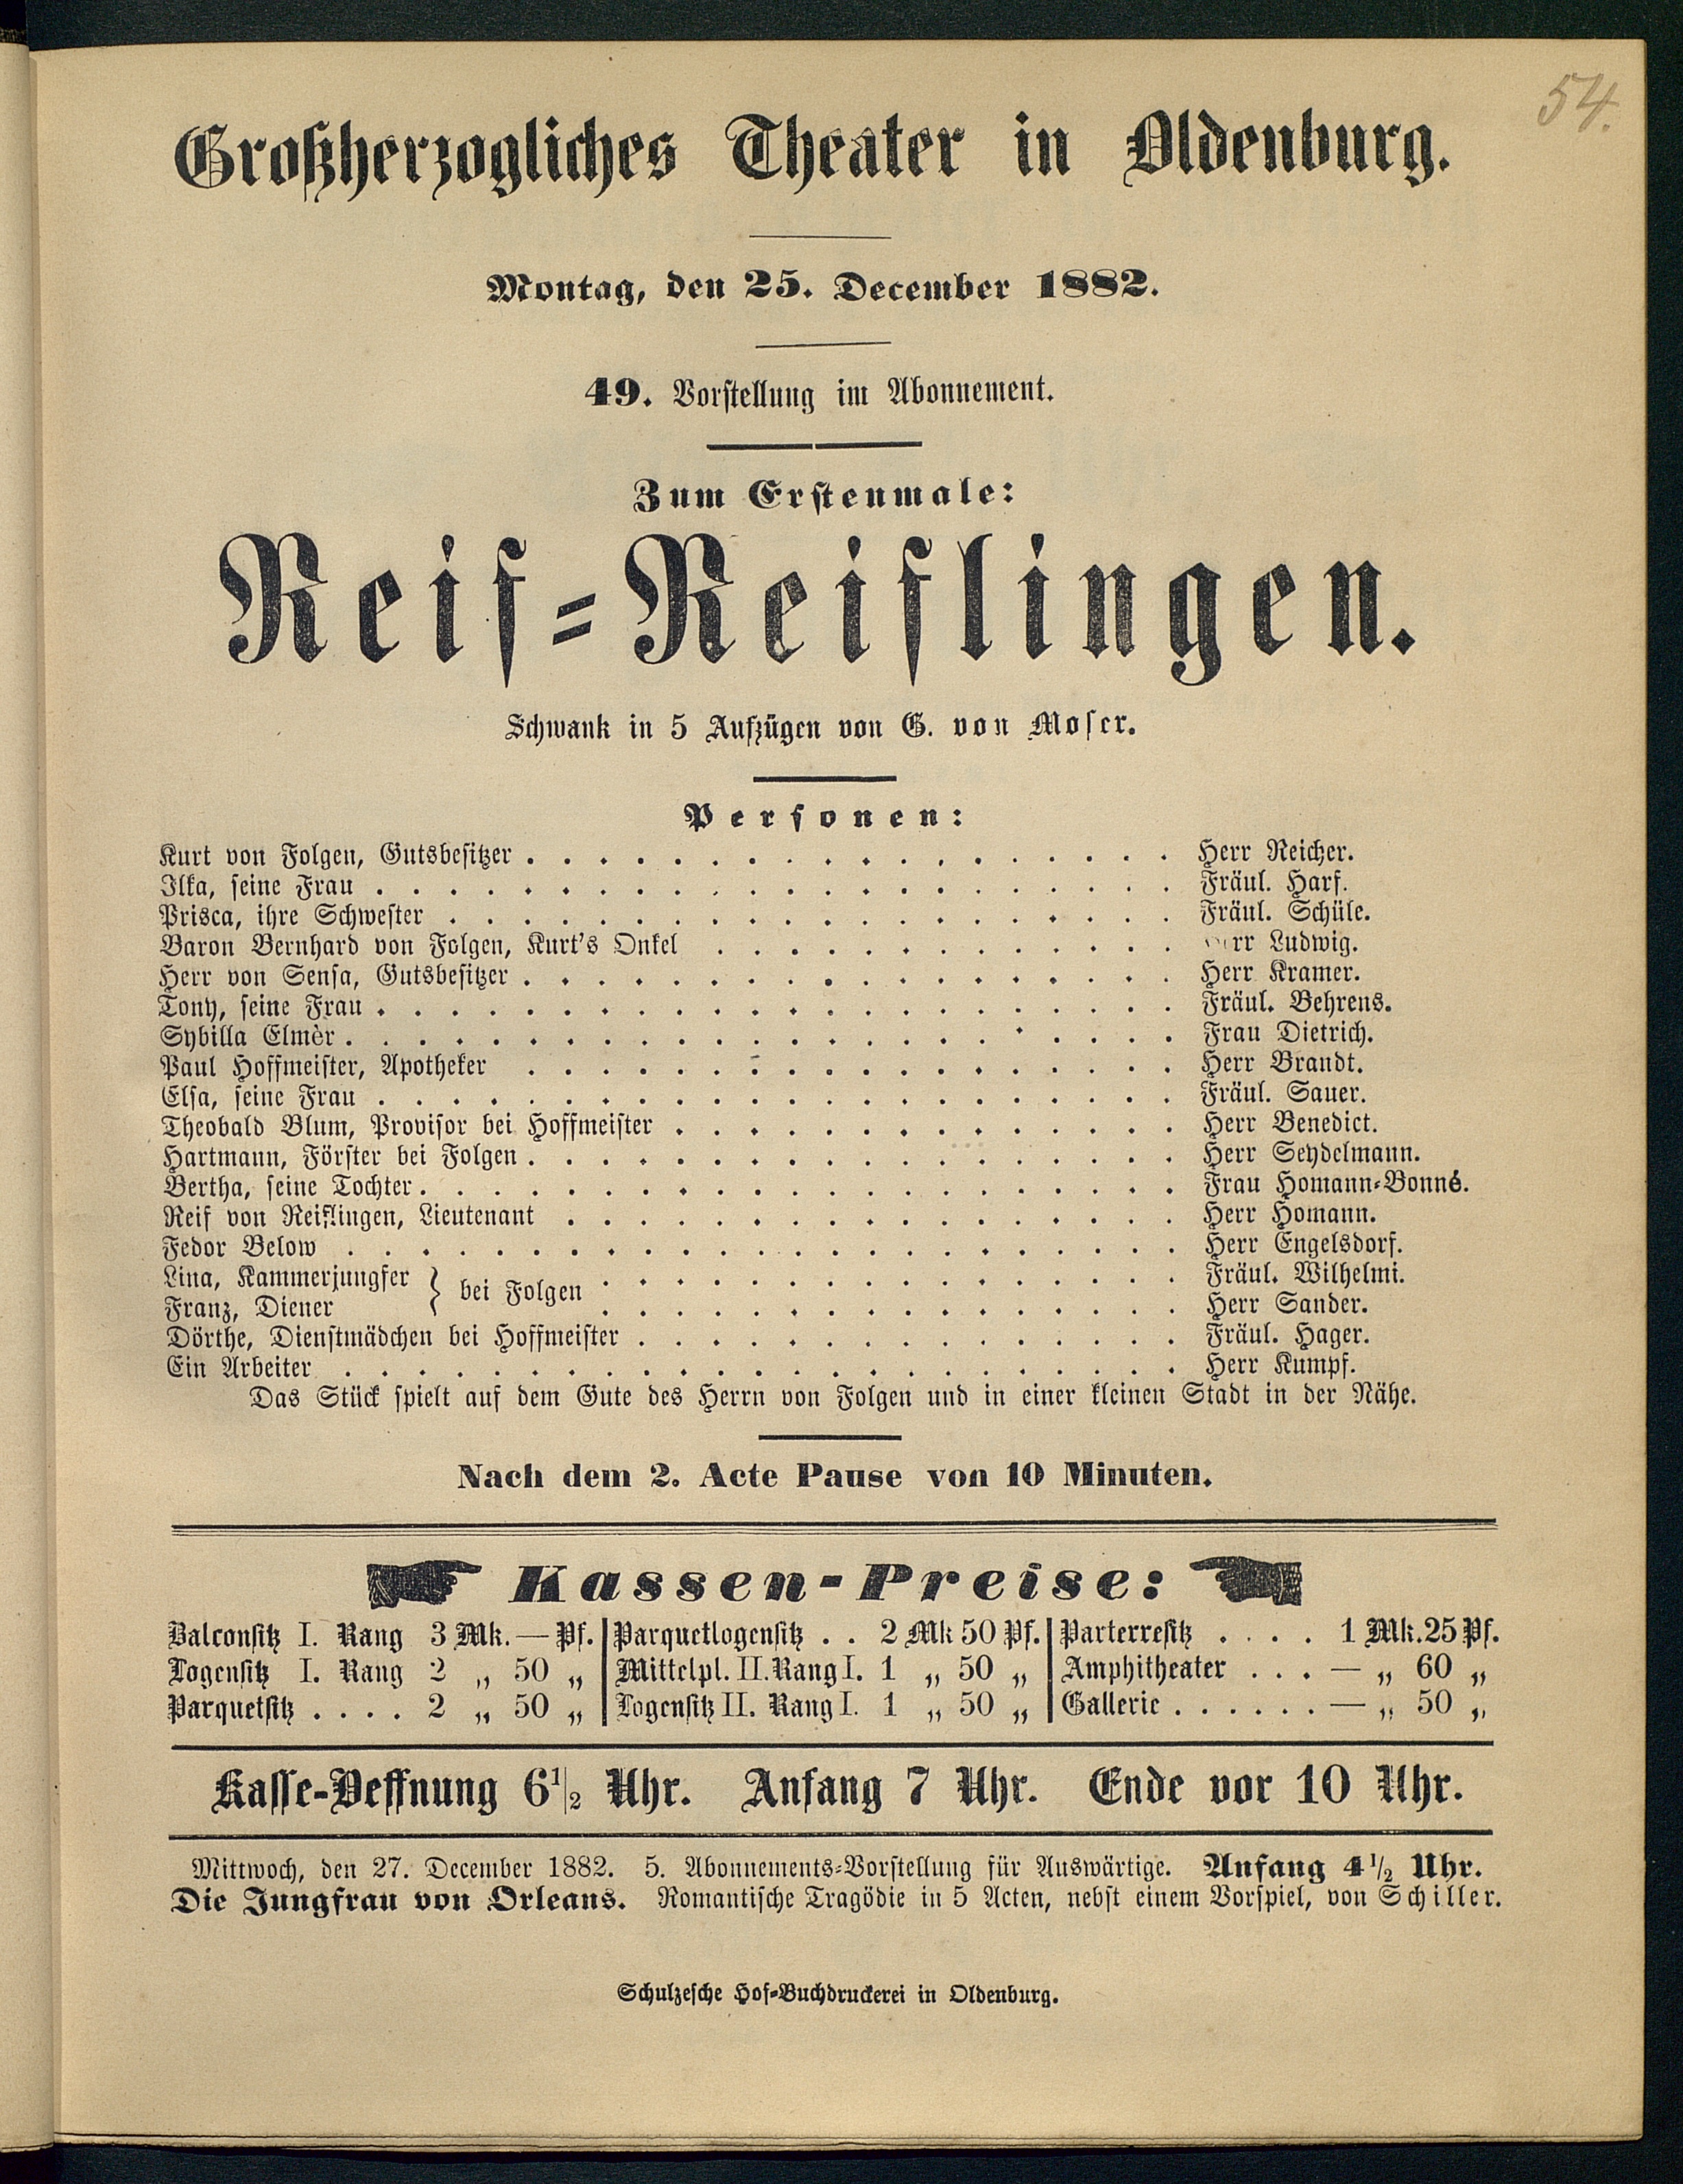 54.
Großherzogliches Theater in Oldenburg.
Montag, den 25. December 1882.
49. Vorstellung im Abonnement.
Zum Erstenmale:
Reif-Reiflingen.
Schwank in 5 Aufzügen von G. von Moser.
Personen:
Kurt von Folgen, Gutsbesitzer . . . . . . . . . . . . . . . . . . Herr Reicher.
Ilka, seine Frau . . . . . . . . . . . . . . . . . . . . . . Fräul. Harf.
Prisca, ihre Schwester . . . . . . . . . . . . . . . . . . . . Fräul. Schüle.
Baron Bernhard von Folgen, Kurt's Onkel . . . . . . . . . . . . . rr Ludwig.
Herr von Sensa, Gutsbesitzer . . . . . . . . . . . . . . . . . . Herr Kramer.
Tony, seine Frau . . . . . . . . . . . . . . . . . . . . . . Fräul. Behrens.
Sybilla Elmèr . . . . . . . . . . . . . . . . . . . . . . Frau Dietrich.
Paul Hoffmeister, Apotheker . . . . . . . . . . . . . . . . . . Herr Brandt.
Elsa, seine Frau . . . . . . . . . . . . . . . . . . . . . . Fräul. Sauer.
Theobald Blum, Provisor bei Hoffmeister . . . . . . . . . . . . . . Herr Benedict.
Hartmann, Förster bei Folgen . . . . . . . . . . . . . . . . . . Herr Seydelmann.
Bertha, seine Tochter . . . . . . . . . . . . . . . . . . . . . Frau Homann-Bonné.
Reif von Reiflingen, Lieutenant . . . . . . . . . . . . . . . . . Herr Homann.
Fedor Below . . . . . . . . . . . . . . . . . . . . . . . Herr Engelsdorf.
Lina, Kammerjungfer } bei Folgen . . . . . . . . . . . . . . . . Fräul. Wilhelmi.
Franz, Diener . . . . . . . . . . . . . . . . Herr Sander.
Dörthe, Dienstmädchen bei Hoffmeister . . . . . . . . . . . . . . . Fräul. Hager.
Ein Arbeiter . . . . . . . . . . . . . . . . . . . . . . . Herr Kumpf.
Das Stück spielt auf dem Gute des Herrn von Folgen und in einer kleinen Stadt in der Nähe.
Nach dem 2. Acte Pause von 10 Minuten.
Kassen-Preise:
Balconsitz I. Rang 3 Mk. — Pf. | Parquetlogensitz . . 2 Mk 50 Pf. | Parterresitz . . . . 1 Mk. 25 Pf.
Logensitz I. Rang 2 „ 50 „ | Mittelpl. II. Rang I. 1 „ 50 „ | Amphitheater . . . — „ 60 „
Parquetsitz . . . . 2 „ 50 „ | Logensitz II. Rang I. 1 „ 50 „ | Gallerie . . . . . . — „ 50 „
Kasse-Oeffnung 6½ Uhr. Anfang 7 Uhr. Ende vor 10 Uhr.
Mittwoch, den 27. December 1882. 5. Abonnements-Vorstellung für Auswärtige. Anfang 4½ Uhr.
Die Jungfrau von Orleans. Romantische Tragödie in 5 Acten, nebst einem Vorspiel, von Schiller.
Schulzesche Hof-Buchdruckerei in Oldenburg.